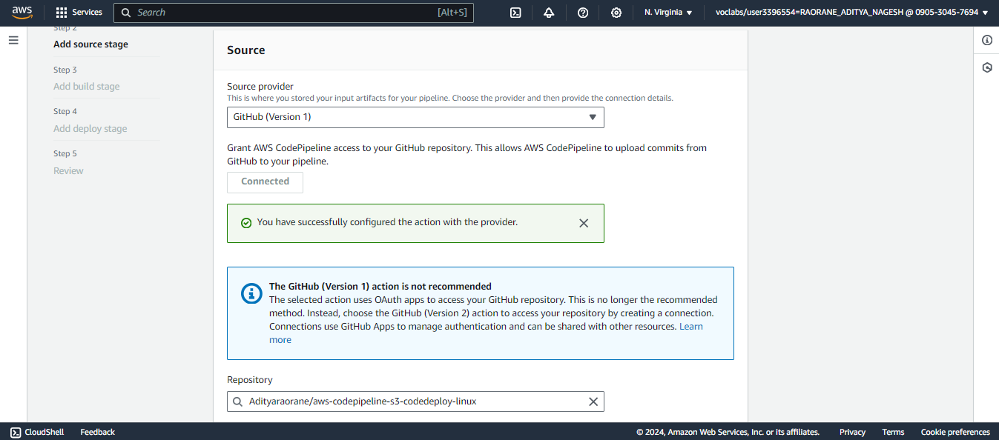 aws
Services
Search
[Alt+S]
N. Virginia
voclabs/user3396554=RAORANE_ADITYA_NAGESH @ 0905-3045-7694
Step 2
Add source stage
Step 3
Add build stage
Step 4
Add deploy stage
Step 5
Review
Source
Source provider
This is where you stored your input artifacts for your pipeline. Choose the provider and then provide the connection details.
GitHub (Version 1)
Grant AWS CodePipeline access to your GitHub repository. This allows AWS CodePipeline to upload commits from
GitHub to your pipeline.
Connected
You have successfully configured the action with the provider.
The GitHub (Version 1) action is not recommended
The selected action uses OAuth apps to access your GitHub repository. This is no longer the recommended
method. Instead, choose the GitHub (Version 2) action to access your repository by creating a connection.
Connections use GitHub Apps to manage authentication and can be shared with other resources. Learn
more
Repository
Adityaraorane/aws-codepipeline-s3-codedeploy-linux
CloudShell
Feedback
© 2024, Amazon Web Services, Inc. or its affiliates.
Privacy
Terms
Cookie preferences